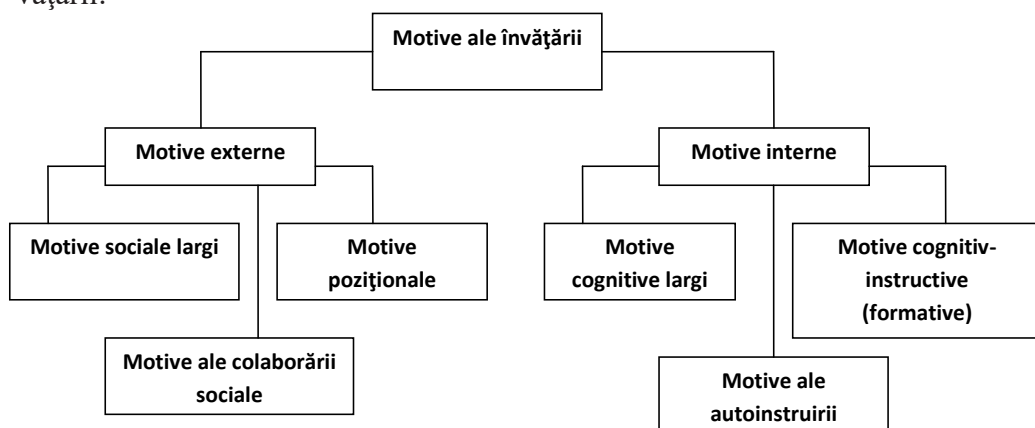 Motive ale învăţării
Motive externe
Motive interne
Motive sociale largi
Motive
poziţionale
Motive
cognitive largi
Motive cognitiv-
instructive
(formative)
Motive ale colaborării
sociale
Motive ale
autoinstruirii